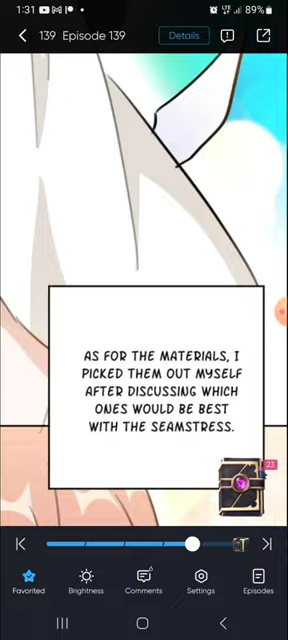 1:31
89%
139 Episode 139
Details
AS FOR THE MATERIALS, I
PICKED THEM OUT MYSELF
AFTER DISCUSSING WHICH
ONES WOULD BE BEST
WITH THE SEAMSTRESS.
23
Favorited
Brightness
Comments
Settings
Episodes